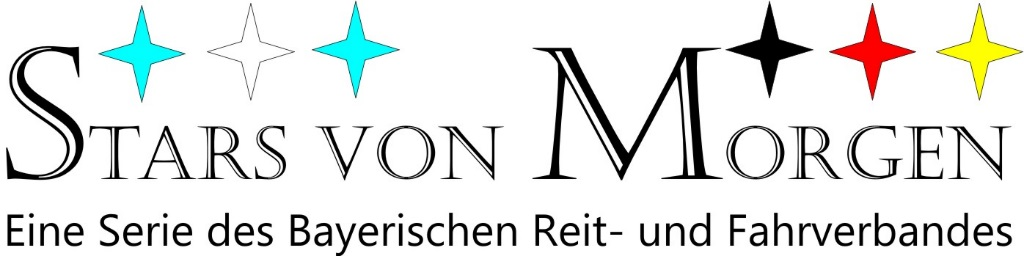 Stars von Morgen
Eine Serie des Bayerischen Reit- und Fahrverbandes